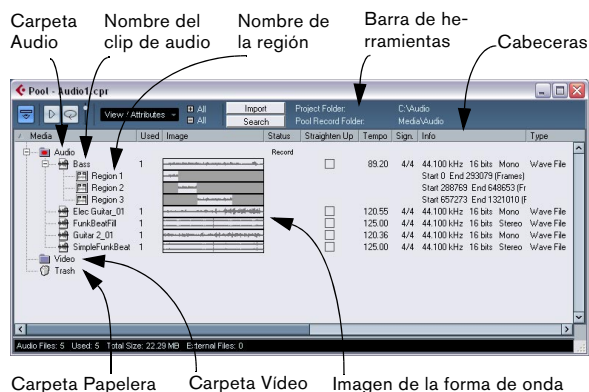 Carpeta Audio
Nombre del clip de audio
Nombre de la región
Barra de he-rramientas
Cabeceras
Pool - Audio1.cpr
View / Attributes
All
All
Import
Search
Project Folder: C:\Audio
Pool Record Folder: Media\Audio
Media Used Image Status Straighten Up Tempo Sign. Info Type
Audio Record
Bass 1 89.20 4/4 44.100 kHz 16 bits Mono Wave File
Region 1 Start 0 End 293079 (Frames)
Region 2 Start 288769 End 648653 (Fr
Region 3 Start 657273 End 1321010 (F
Elec Guitar_01 1 120.55 4/4 44.100 kHz 16 bits Mono Wave File
FunkBeatFill 1 125.00 4/4 44.100 kHz 16 bits Stereo Wave File
Guitar 2_01 1 120.36 4/4 44.100 kHz 16 bits Mono Wave File
SimpleFunkBeat 1 125.00 4/4 44.100 kHz 16 bits Stereo Wave File
Video
Trash
Audio Files: 5 Used: 5 Total Size: 22.29 MB External Files: 0
Carpeta Papelera
Carpeta Vídeo
Imagen de la forma de onda